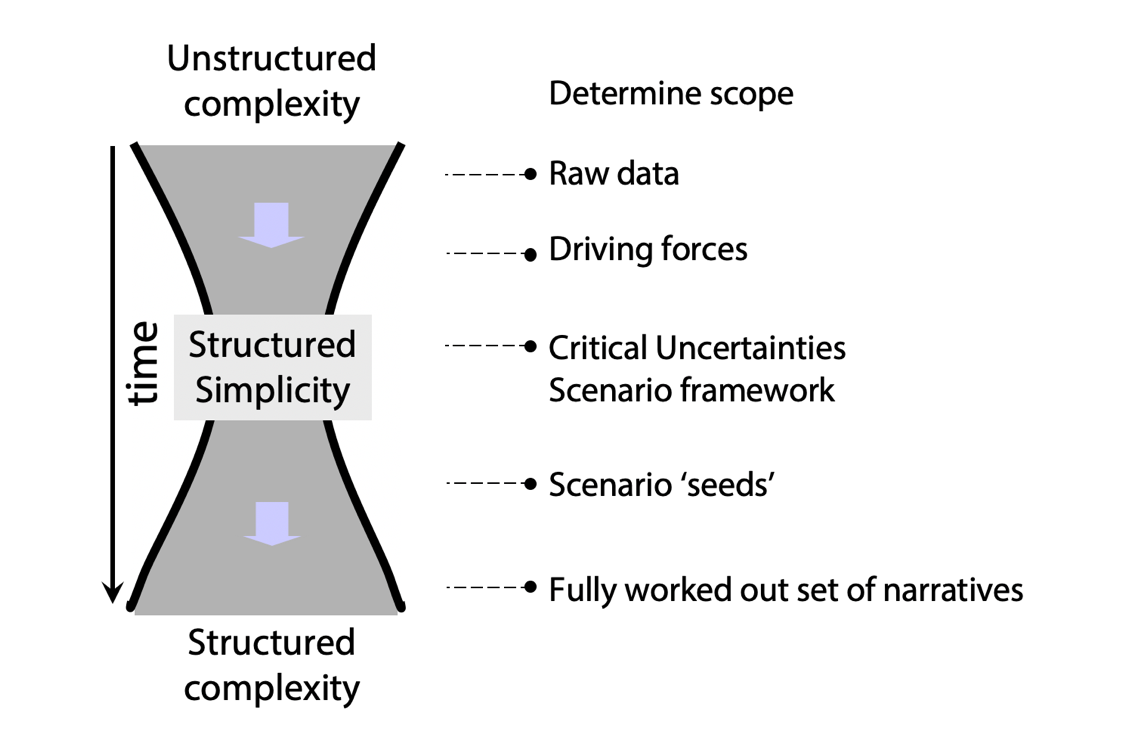 Unstructured
complexity
Determine scope
Raw data
Driving forces
time
Structured
Simplicity
Critical Uncertainties
Scenario framework
Scenario ‘seeds’
Fully worked out set of narratives
Structured
complexity